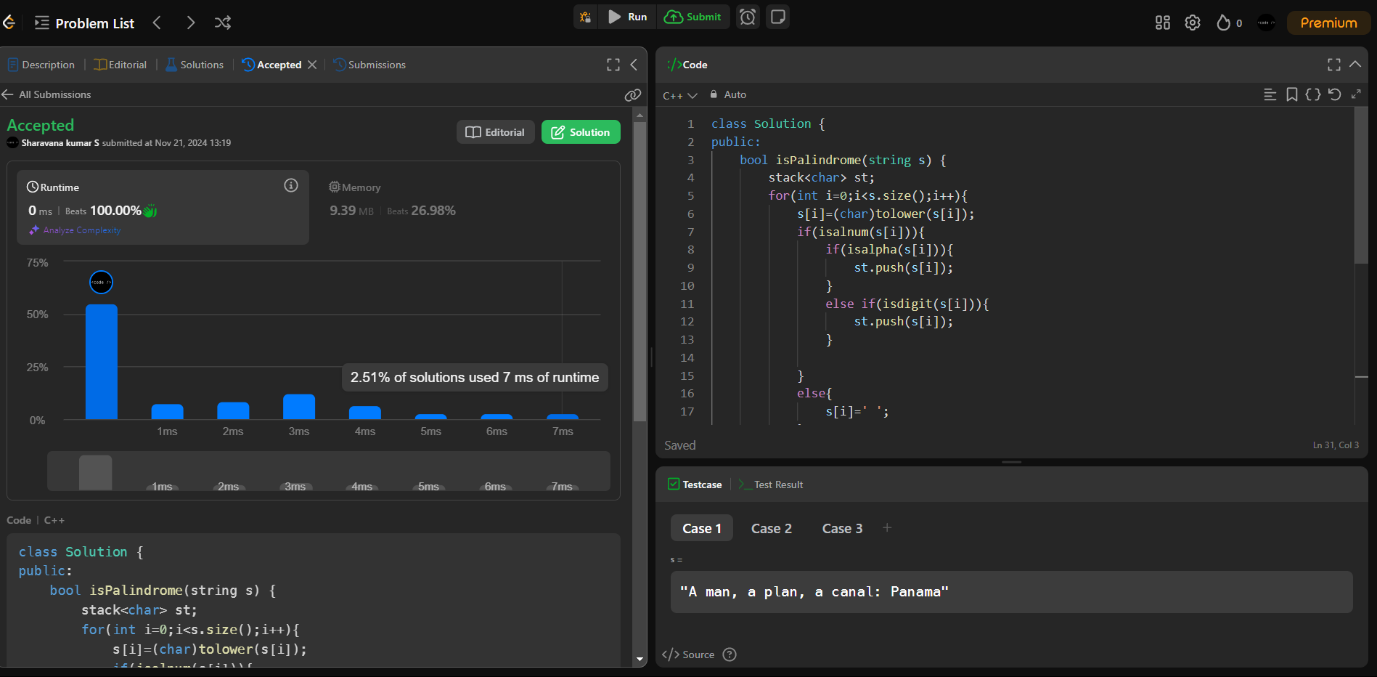 Problem List
Run
Submit
0
Premium
Description
Editorial
Solutions
Accepted
Submissions
All Submissions
Accepted
Sharavana kumar S submitted at Nov 21, 2024 13:19
Editorial
Solution
Runtime
0 ms | Beats 100.00%
Analyze Complexity
Memory
9.39 MB | Beats 26.98%
75%
50%
25%
0%
2.51% of solutions used 7 ms of runtime
1ms 2ms 3ms 4ms 5ms 6ms 7ms
1ms 2ms 3ms 4ms 5ms 6ms 7ms
Code | C++
class Solution {
public:
bool isPalindrome(string s) {
stack<char> st;
for(int i=0;i<s.size();i++){
s[i]=(char)tolower(s[i]);
if(isalnum(s[i])){
</>Code
C++
Auto
1 class Solution {
2 public:
3 bool isPalindrome(string s) {
4 stack<char> st;
5 for(int i=0;i<s.size();i++){
6 s[i]=(char)tolower(s[i]);
7 if(isalnum(s[i])){
8 if(isalpha(s[i])){
9 st.push(s[i]);
10 }
11 else if(isdigit(s[i])){
12 st.push(s[i]);
13 }
14
15 }
16 else{
17 s[i]=' ';
Saved
Ln 31, Col 3
Testcase
>_ Test Result
Case 1
Case 2
Case 3
+
s =
"A man, a plan, a canal: Panama"
</> Source ?